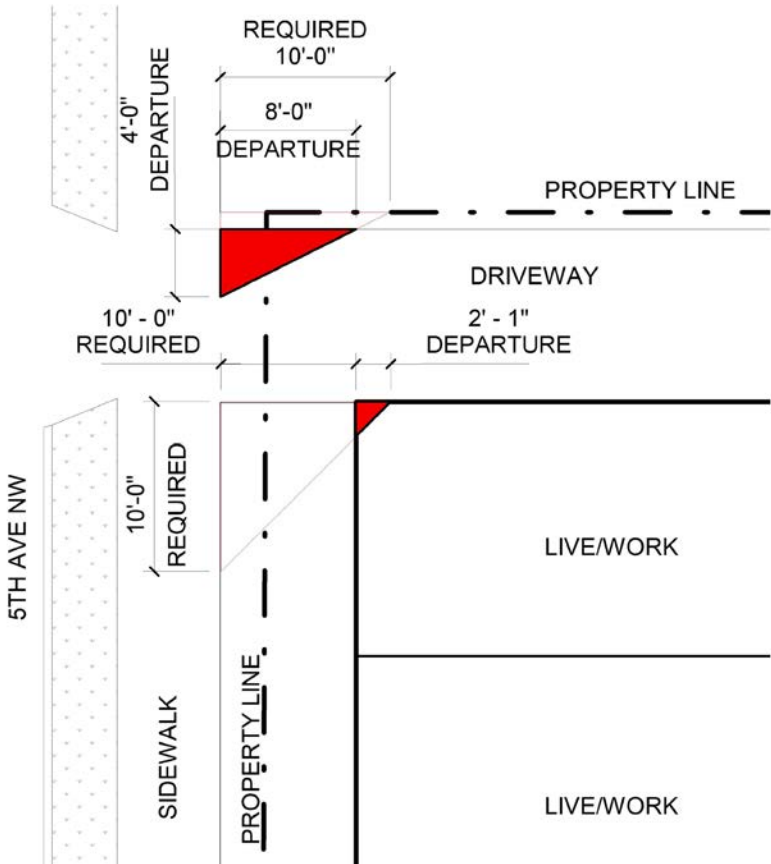 REQUIRED
10'-0"
8'-0"
DEPARTURE
4'-0"
DEPARTURE
PROPERTY LINE
DRIVEWAY
10' - 0"
REQUIRED
2' - 1"
DEPARTURE
10'-0"
REQUIRED
5TH AVE NW
LIVE/WORK
SIDEWALK
PROPERTY LINE
LIVE/WORK